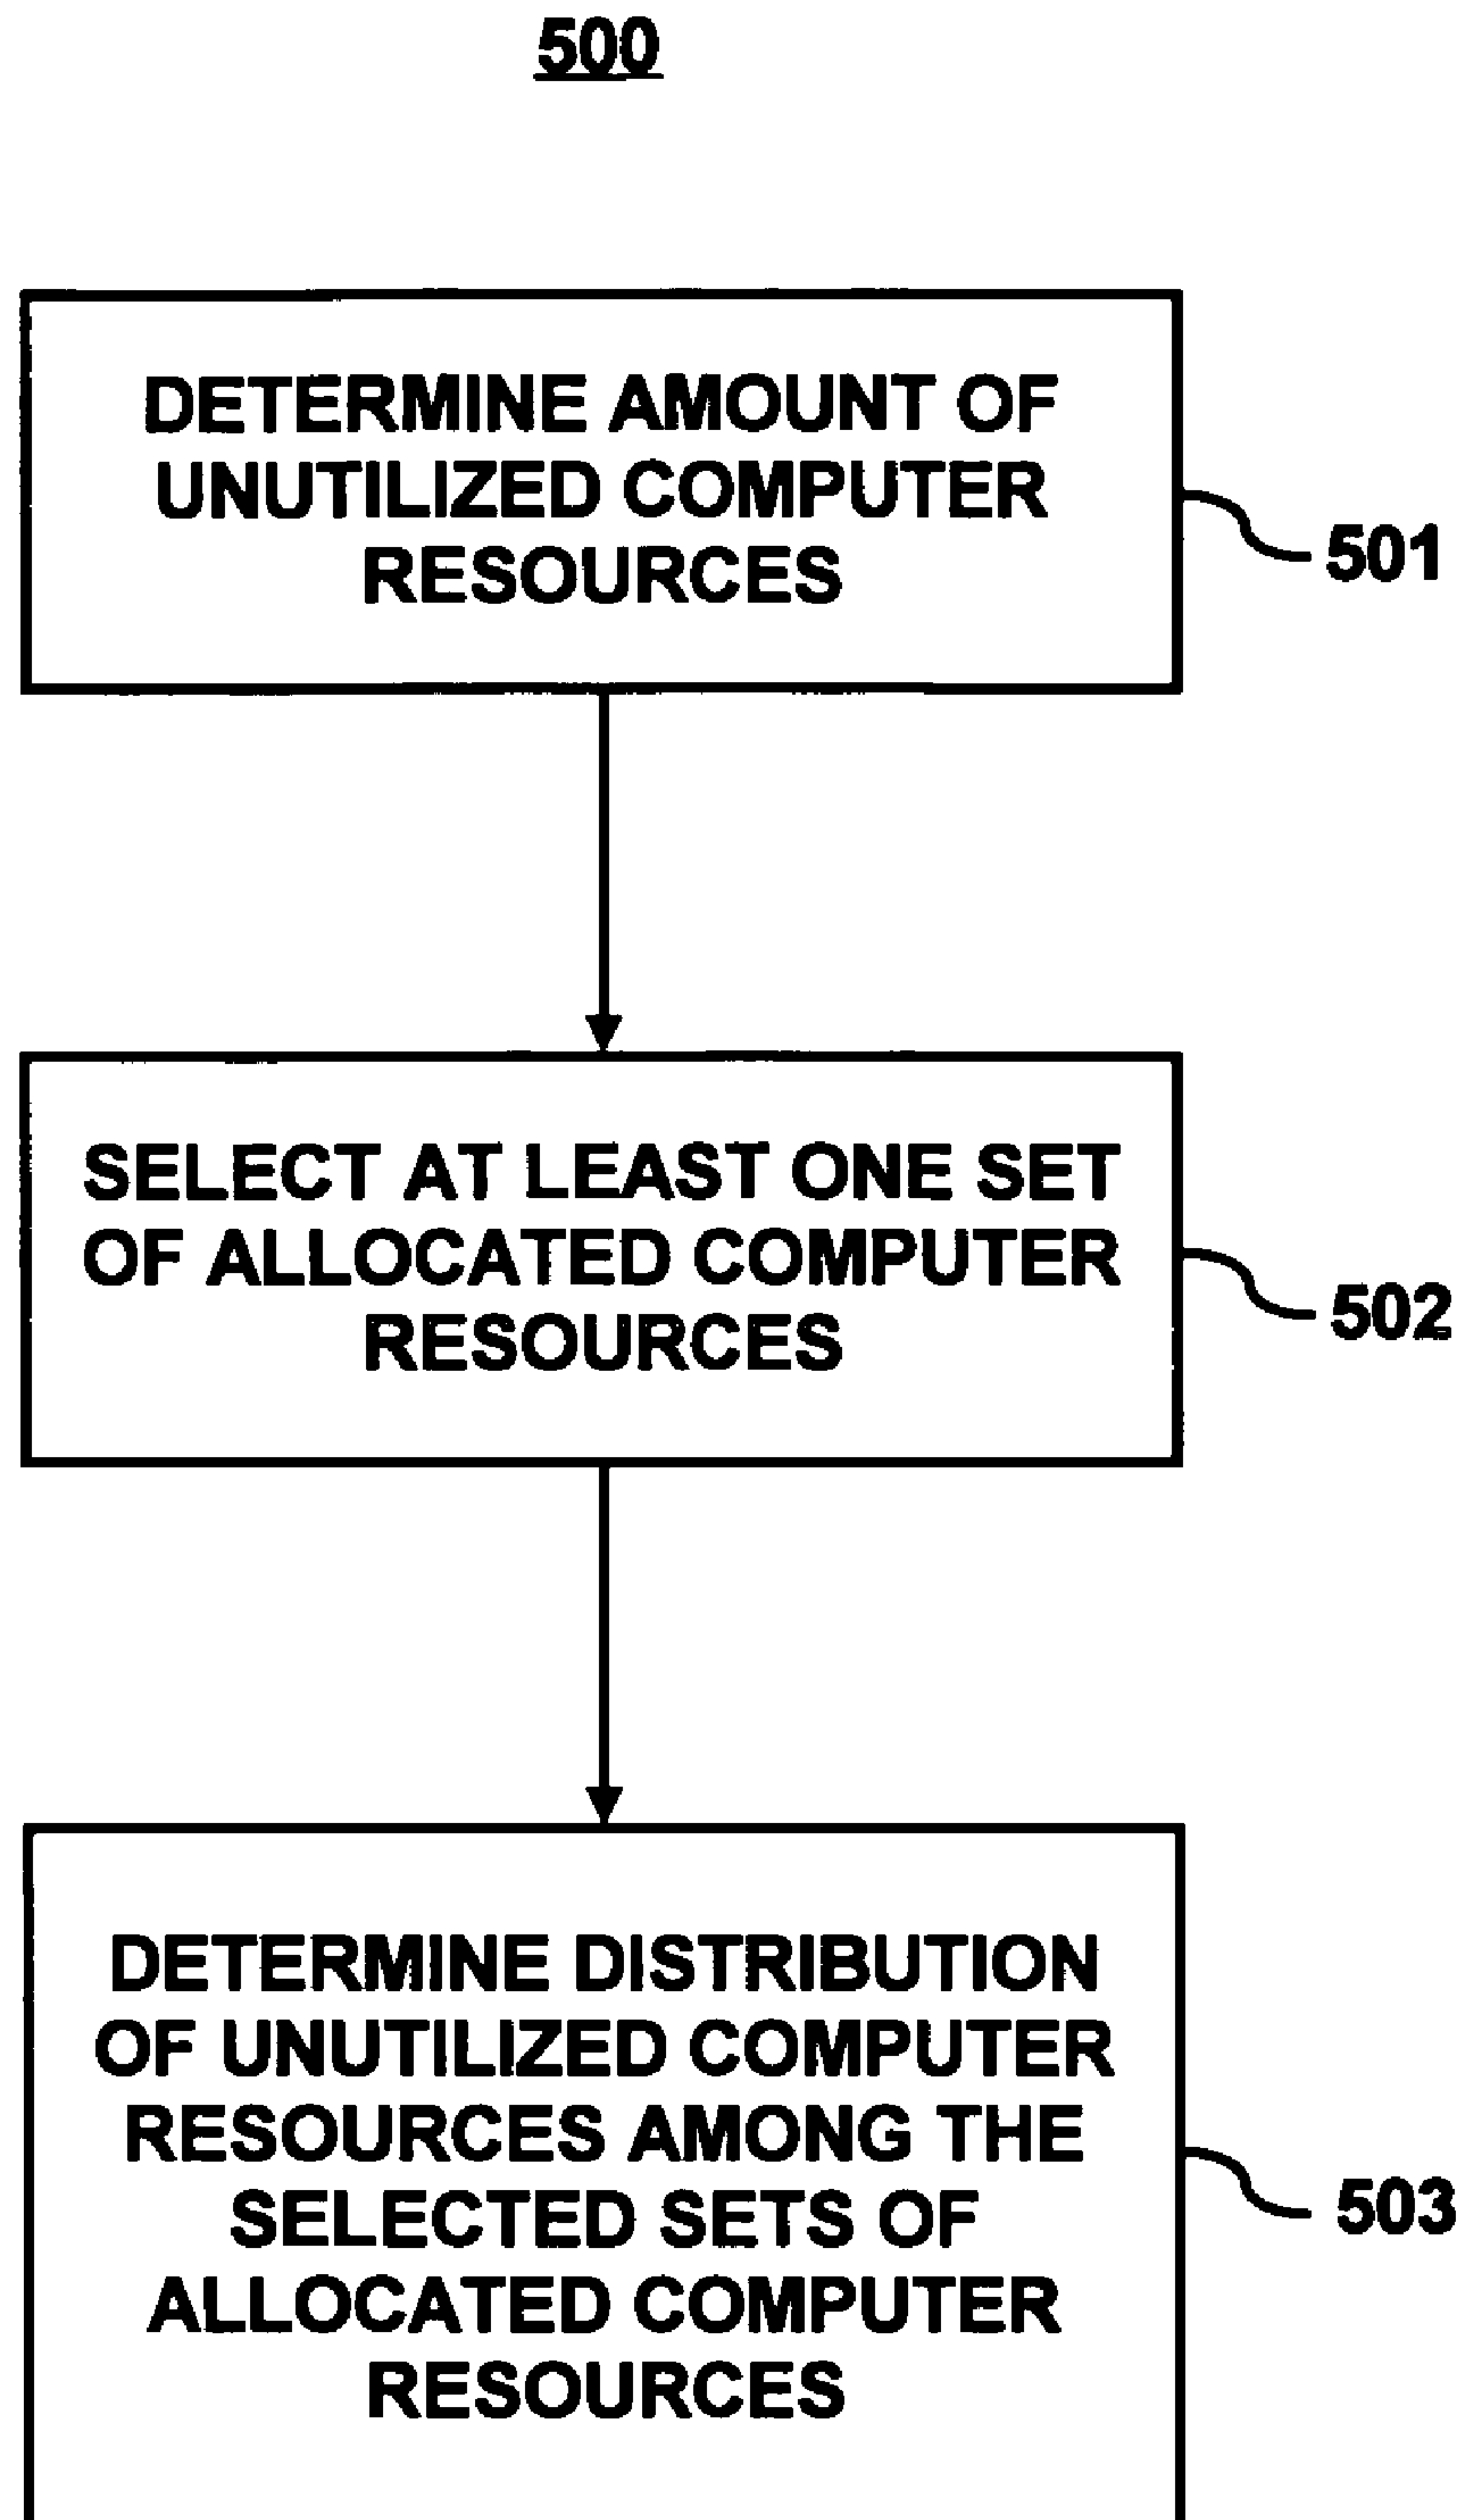 500
DETERMINE AMOUNT OF
UNUTILIZED COMPUTER
RESOURCES
501
SELECT AT LEAST ONE SET
OF ALLOCATED COMPUTER
RESOURCES
502
DETERMINE DISTRIBUTION
OF UNUTILIZED COMPUTER
RESOURCES AMONG THE
SELECTED SETS OF
ALLOCATED COMPUTER
RESOURCES
503